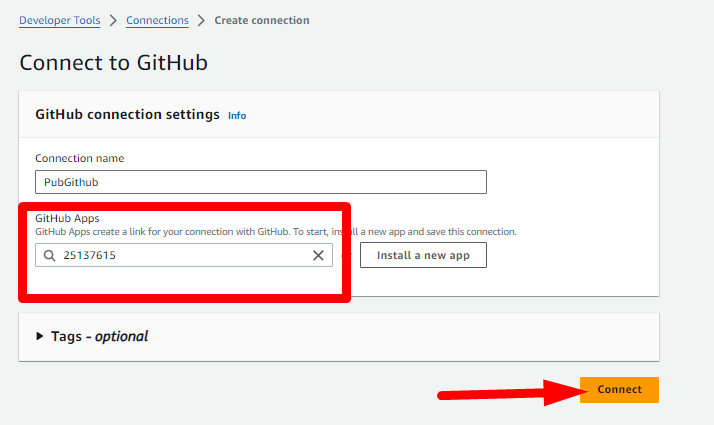 Developer Tools > Connections > Create connection
Connect to GitHub
GitHub connection settings Info
Connection name
PubGithub
GitHub Apps
GitHub Apps create a link for your connection with GitHub. To start, install a new app and save this connection.
25137615
Install a new app
Tags - optional
Connect